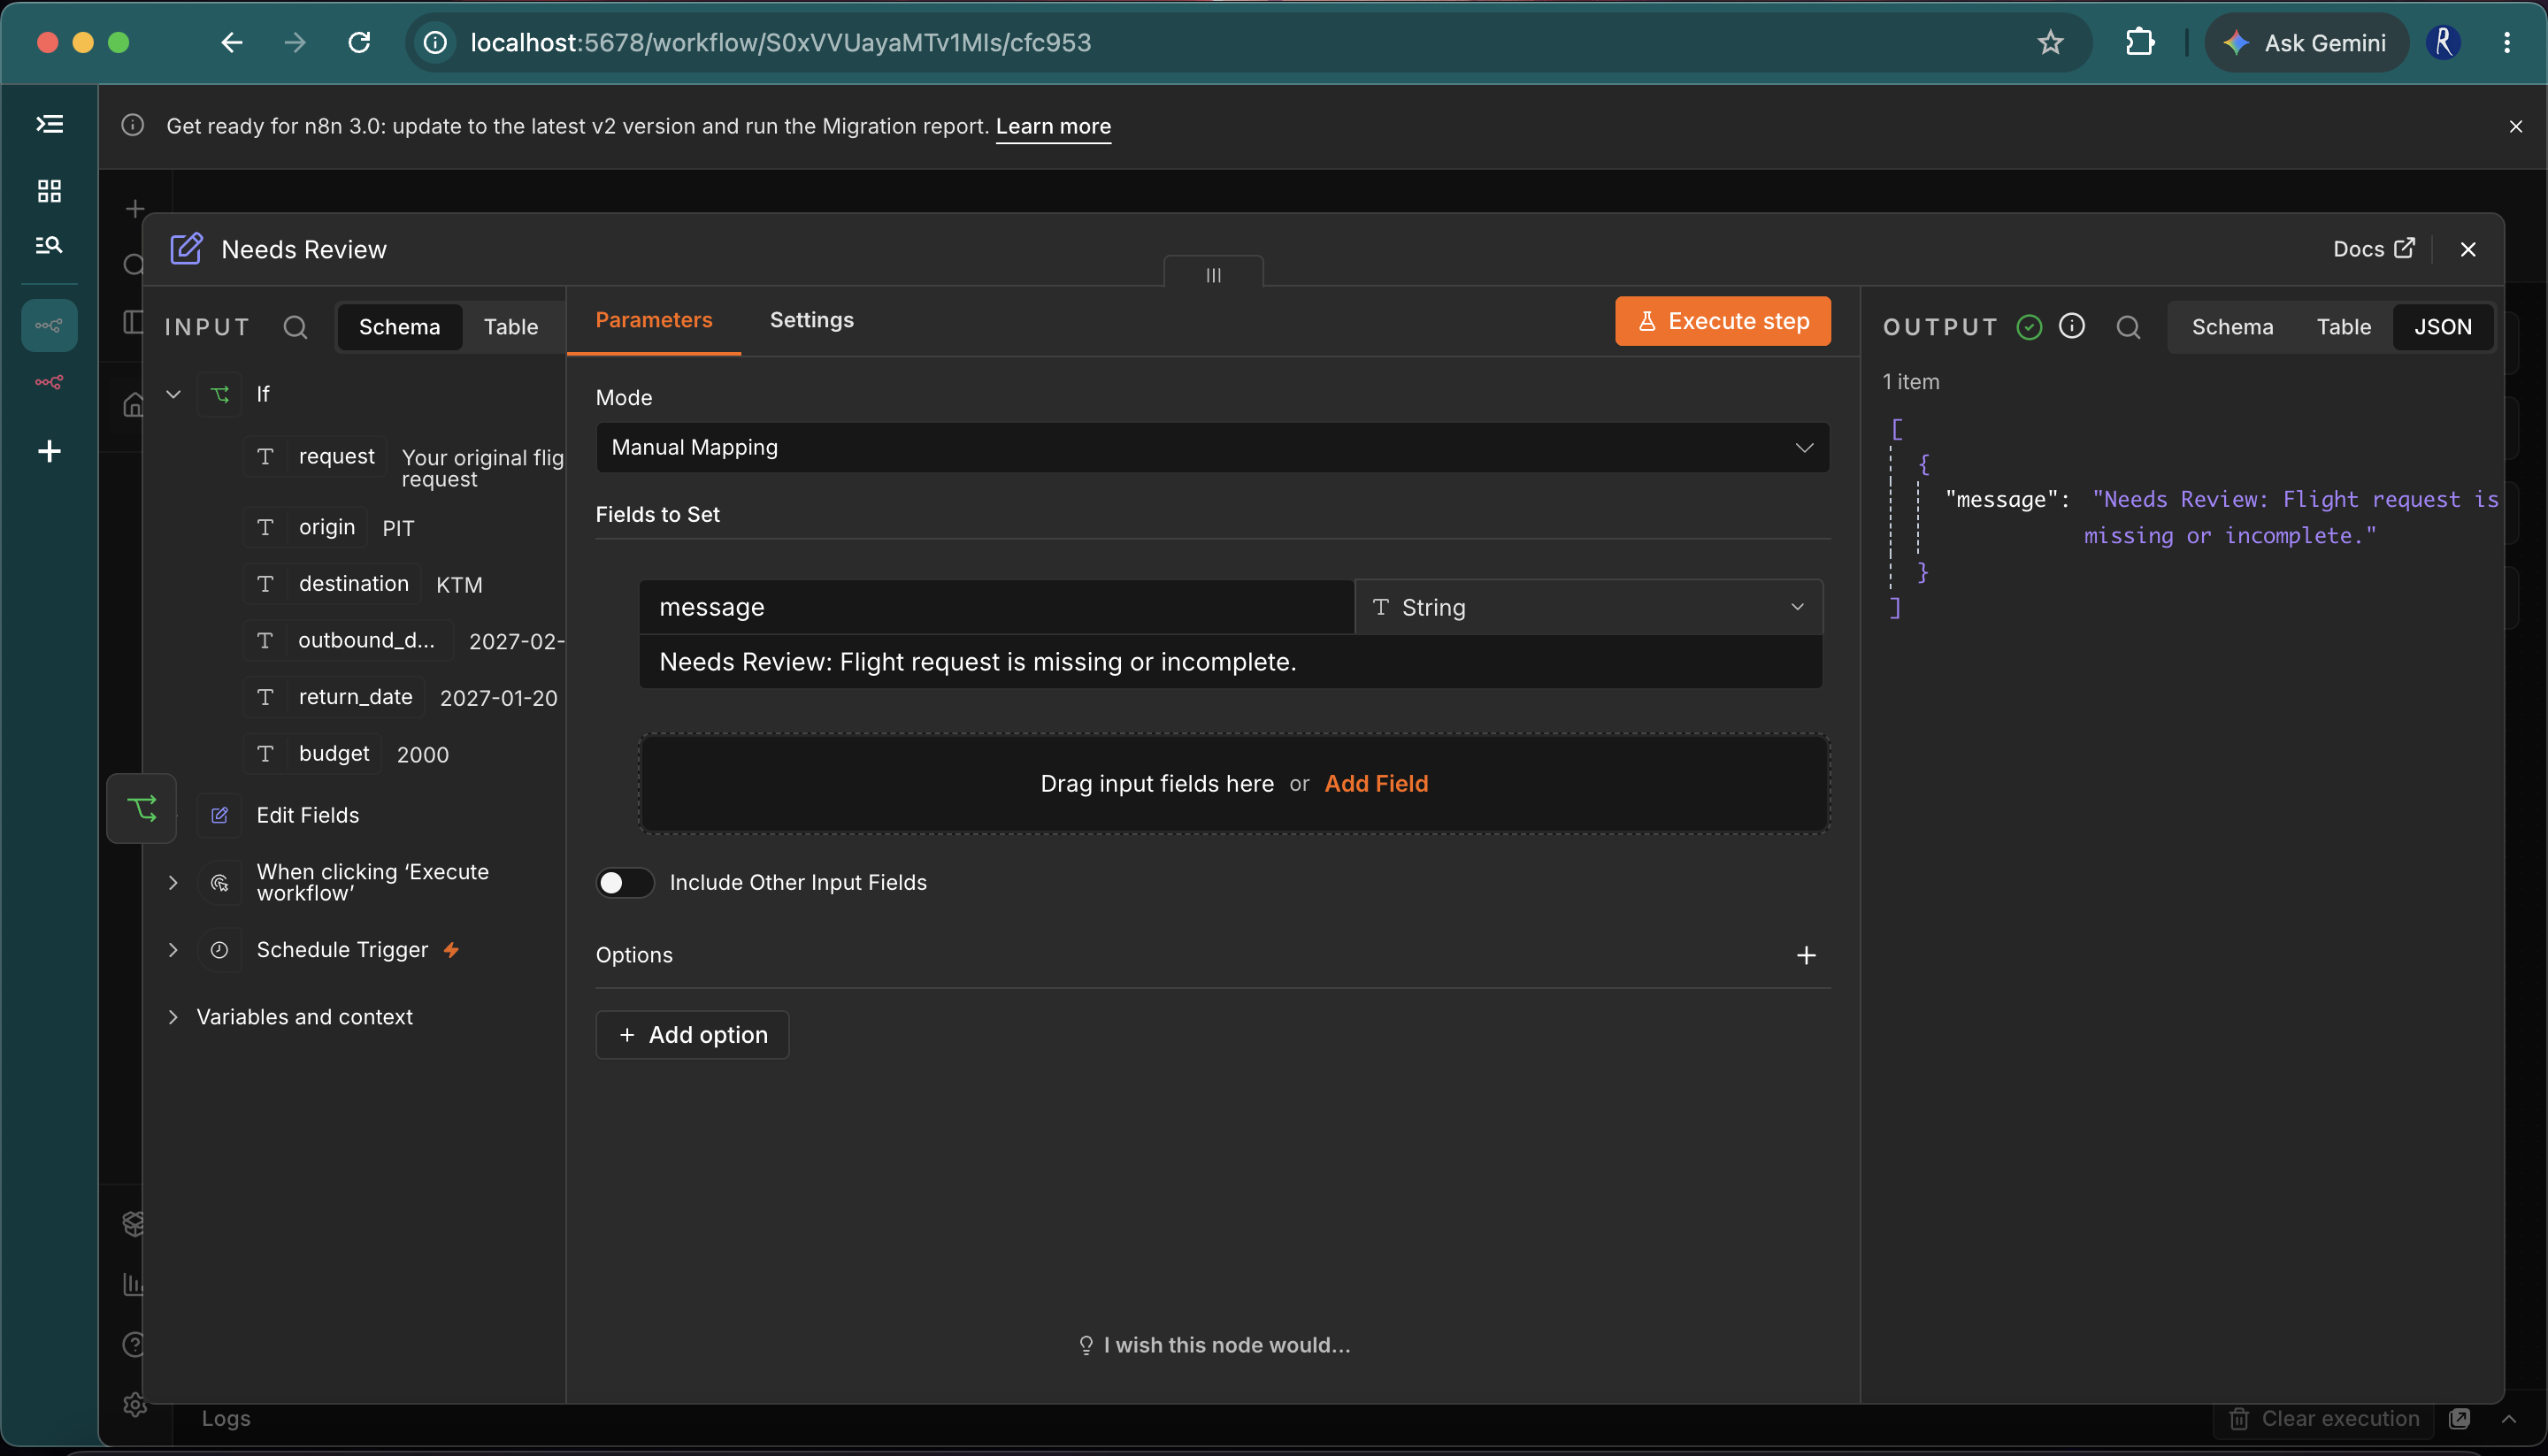 localhost:5678/workflow/S0xVVUayaMTv1Mls/cfc953
Ask Gemini
Get ready for n8n 3.0: update to the latest v2 version and run the Migration report. Learn more
Needs Review
Docs
INPUT
Schema
Table
Parameters
Settings
Execute step
OUTPUT
Schema
Table
JSON
If
request
Your original flig
request
origin
PIT
destination
KTM
outbound_d...
2027-02-
return_date
2027-01-20
budget
2000
Edit Fields
When clicking ‘Execute
workflow’
Schedule Trigger
Variables and context
Mode
Manual Mapping
Fields to Set
message
String
Needs Review: Flight request is missing or incomplete.
Drag input fields here or Add Field
Include Other Input Fields
Options
Add option
I wish this node would...
1 item
[
{
"message": "Needs Review: Flight request is
missing or incomplete."
}
]
Logs
Clear execution